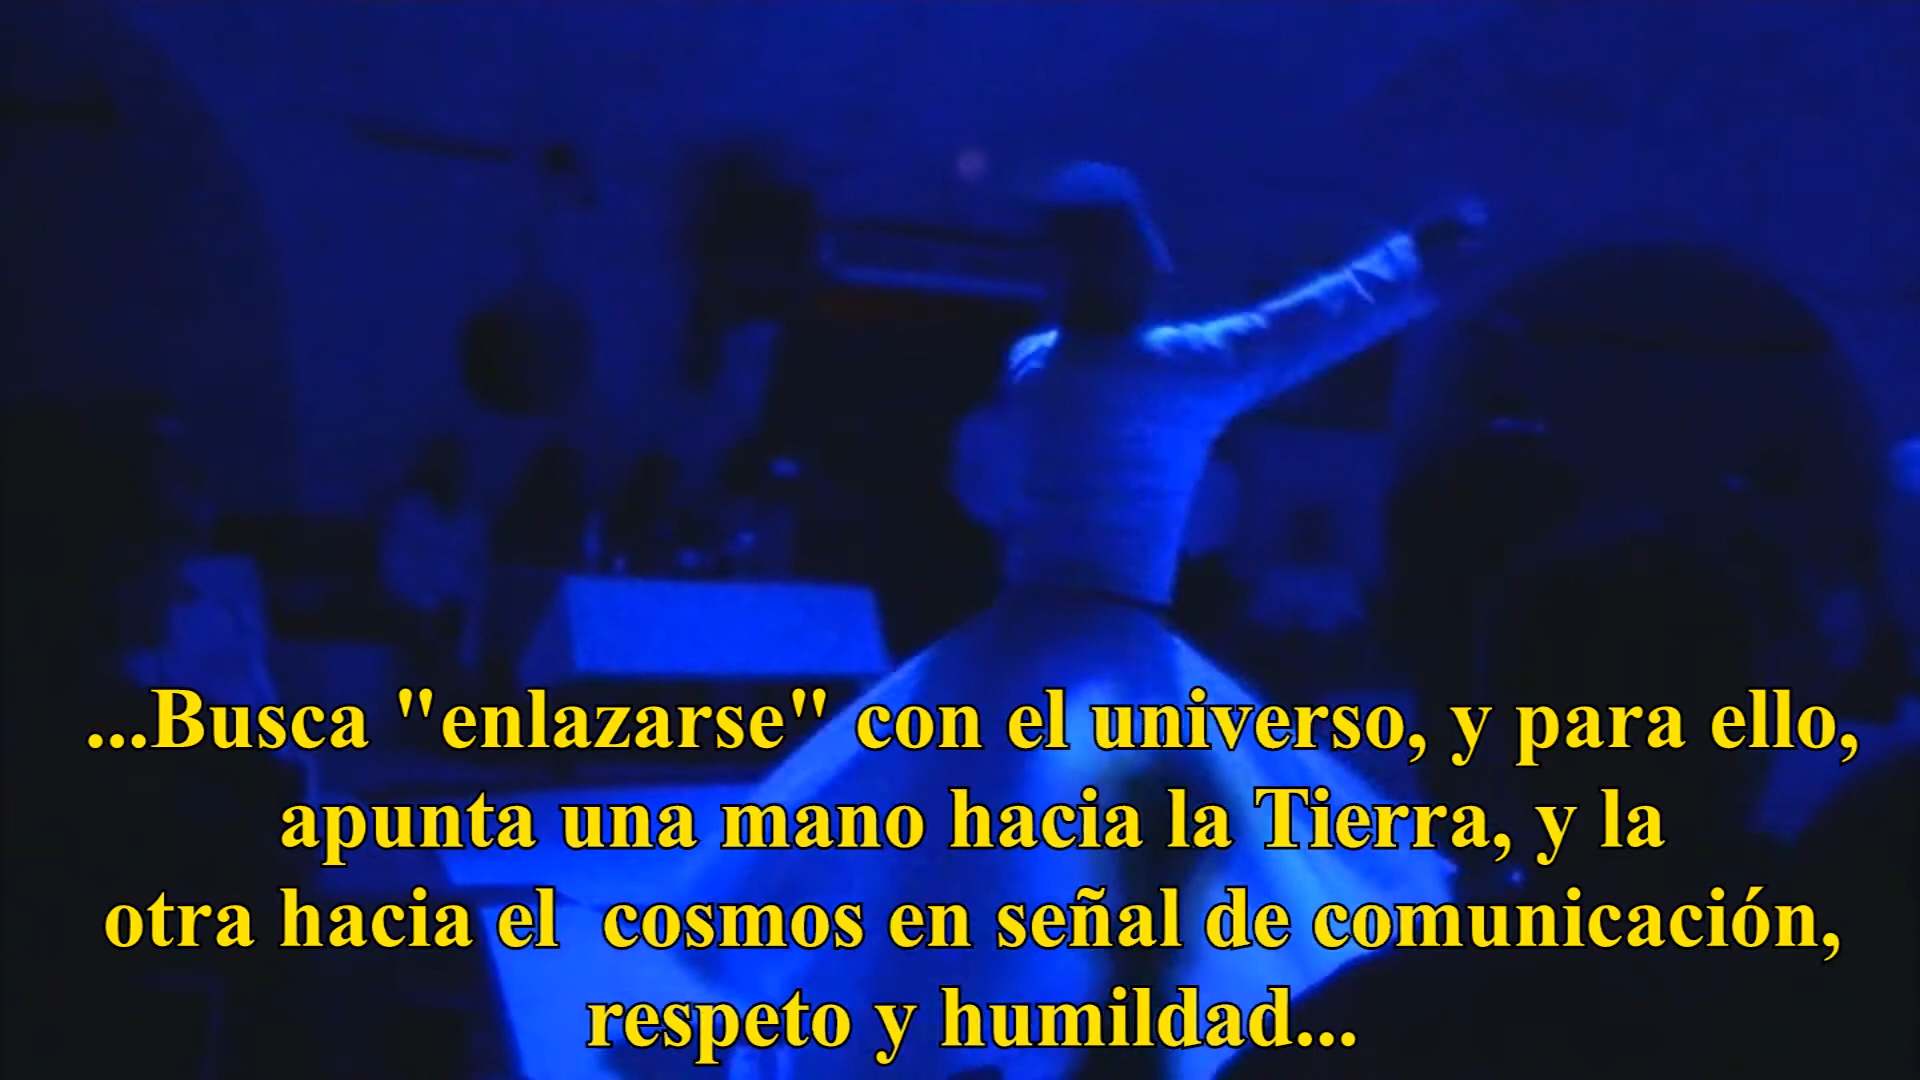 ...Busca "enlazarse" con el universo, y para ello,
apunta una mano hacia la Tierra, y la
otra hacia el  cosmos en señal de comunicación,
respeto y humildad...